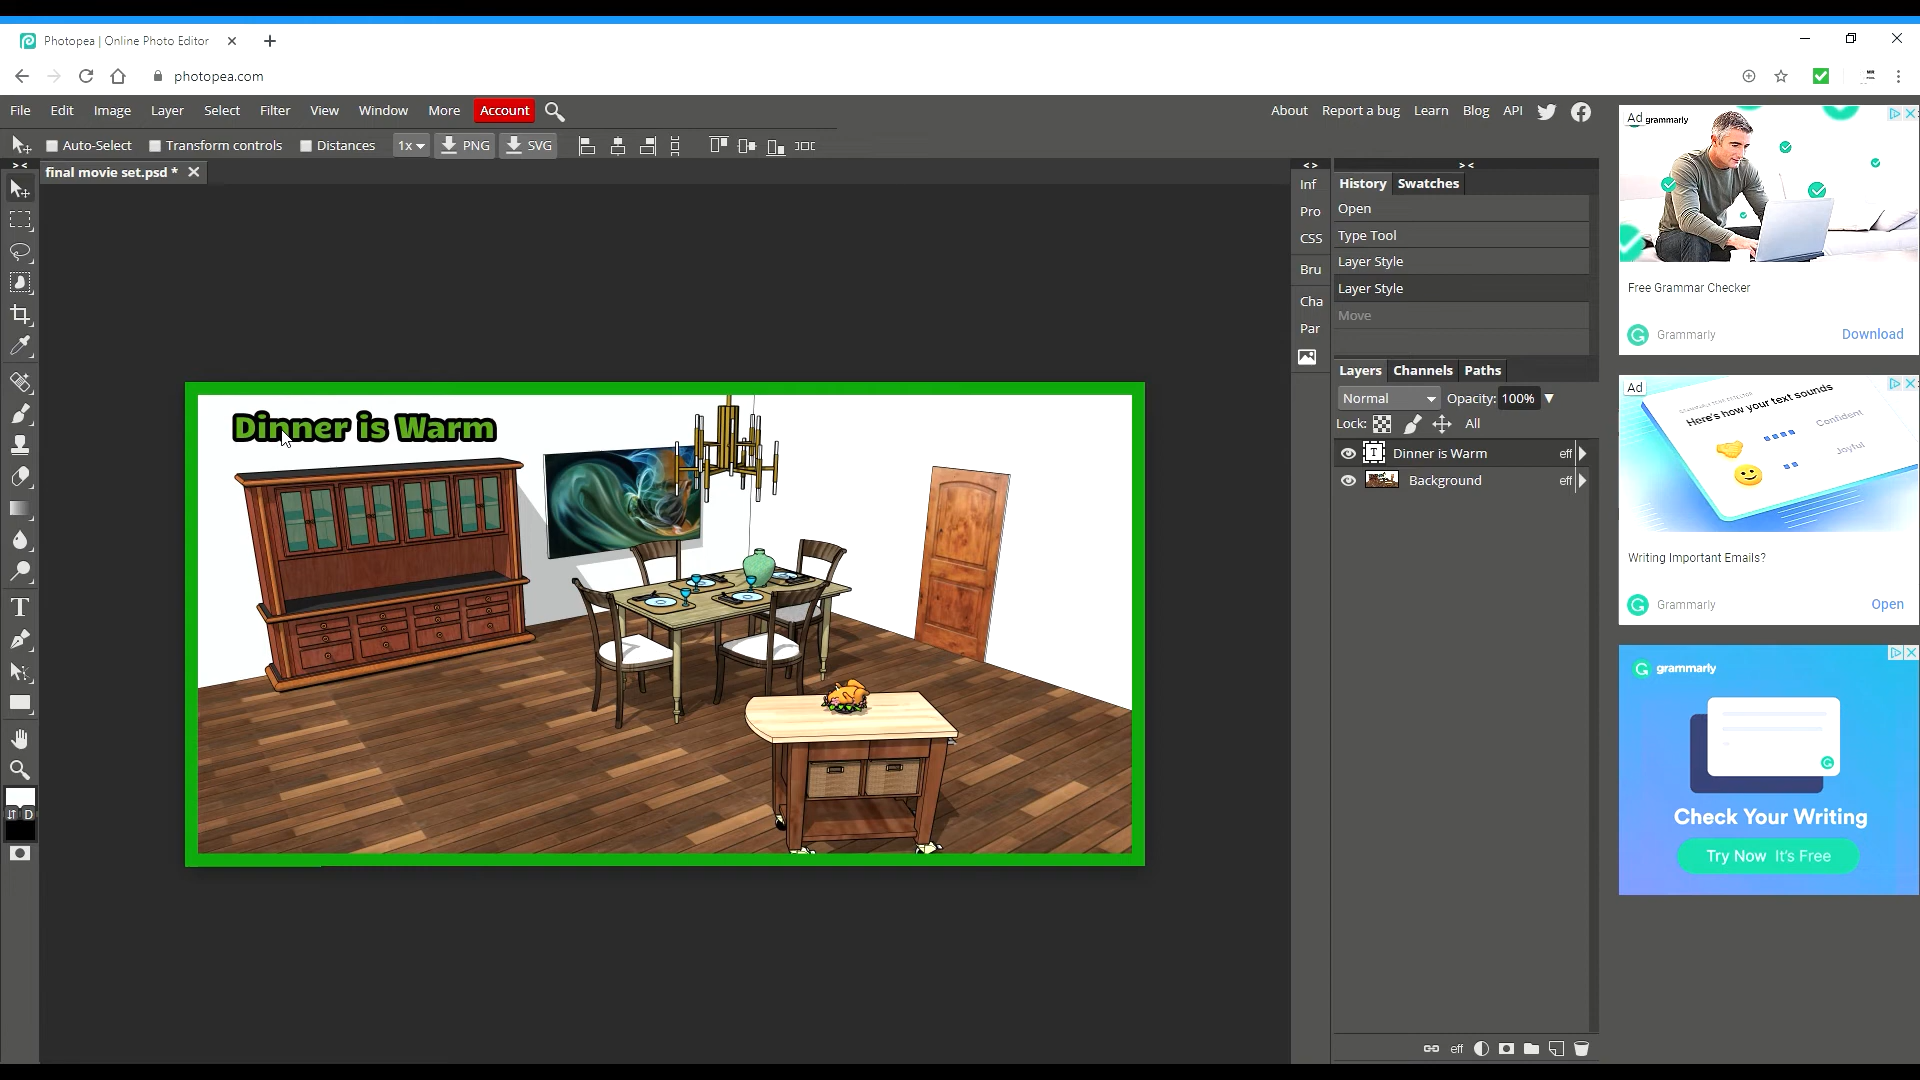 Photopea | Online Photo Editor
photopea.com
File Edit Image Layer Select Filter View Window More Account
About Report a bug Learn Blog API
Auto-Select Transform controls Distances 1x PNG SVG
final movie set.psd *
Inf
Pro
CSS
Bru
Cha
Par
History Swatches
Open
Type Tool
Layer Style
Layer Style
Move
Layers Channels Paths
Normal Opacity: 100%
Lock: All
Dinner is Warm eff
Background eff
eff
Dinner is Warm
T
D
Ad grammarly
Free Grammar Checker
Grammarly Download
Ad
Here's how your text sounds
Confident
Joyful
Writing Important Emails?
Grammarly Open
grammarly
Check Your Writing
Try Now It's Free